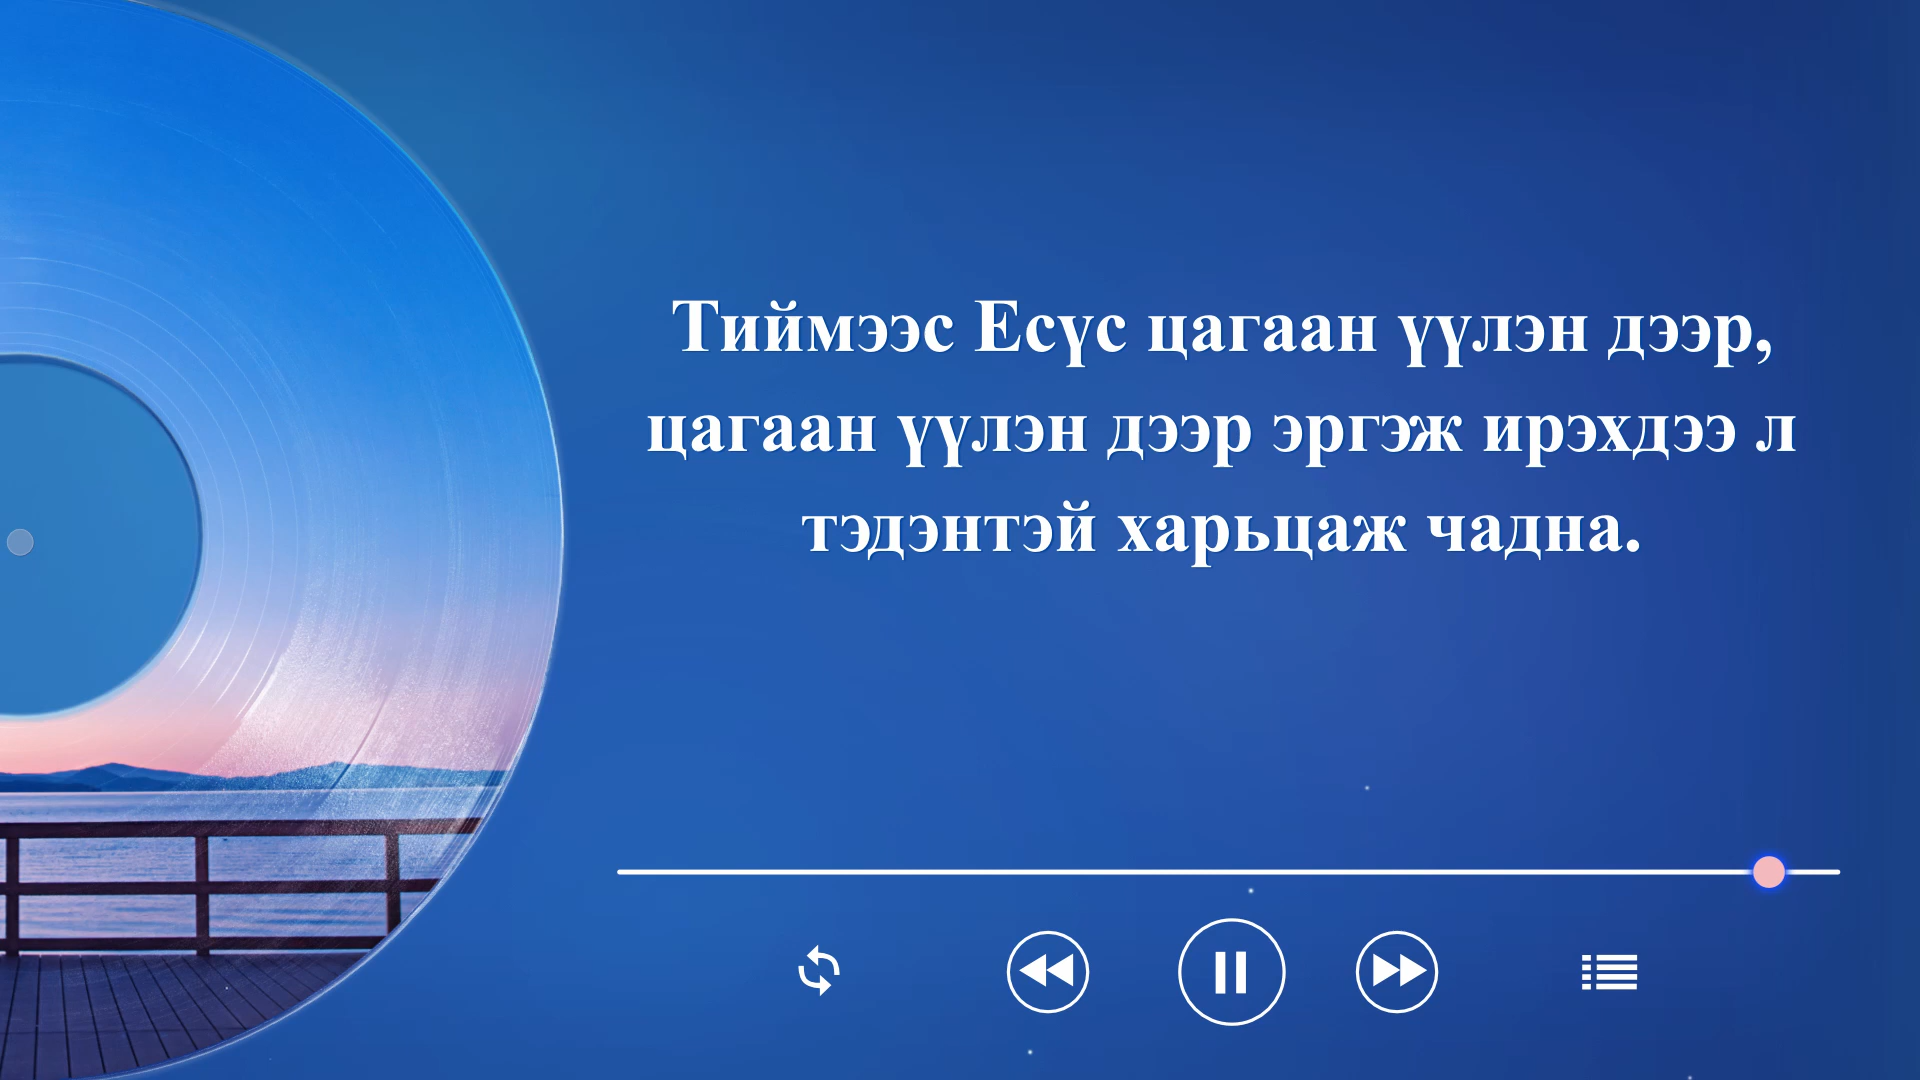 Тиймээс Есүс цагаан үүлэн дээр,
цагаан үүлэн дээр эргэж ирэхдээ л
тэдэнтэй харьцаж чадна.